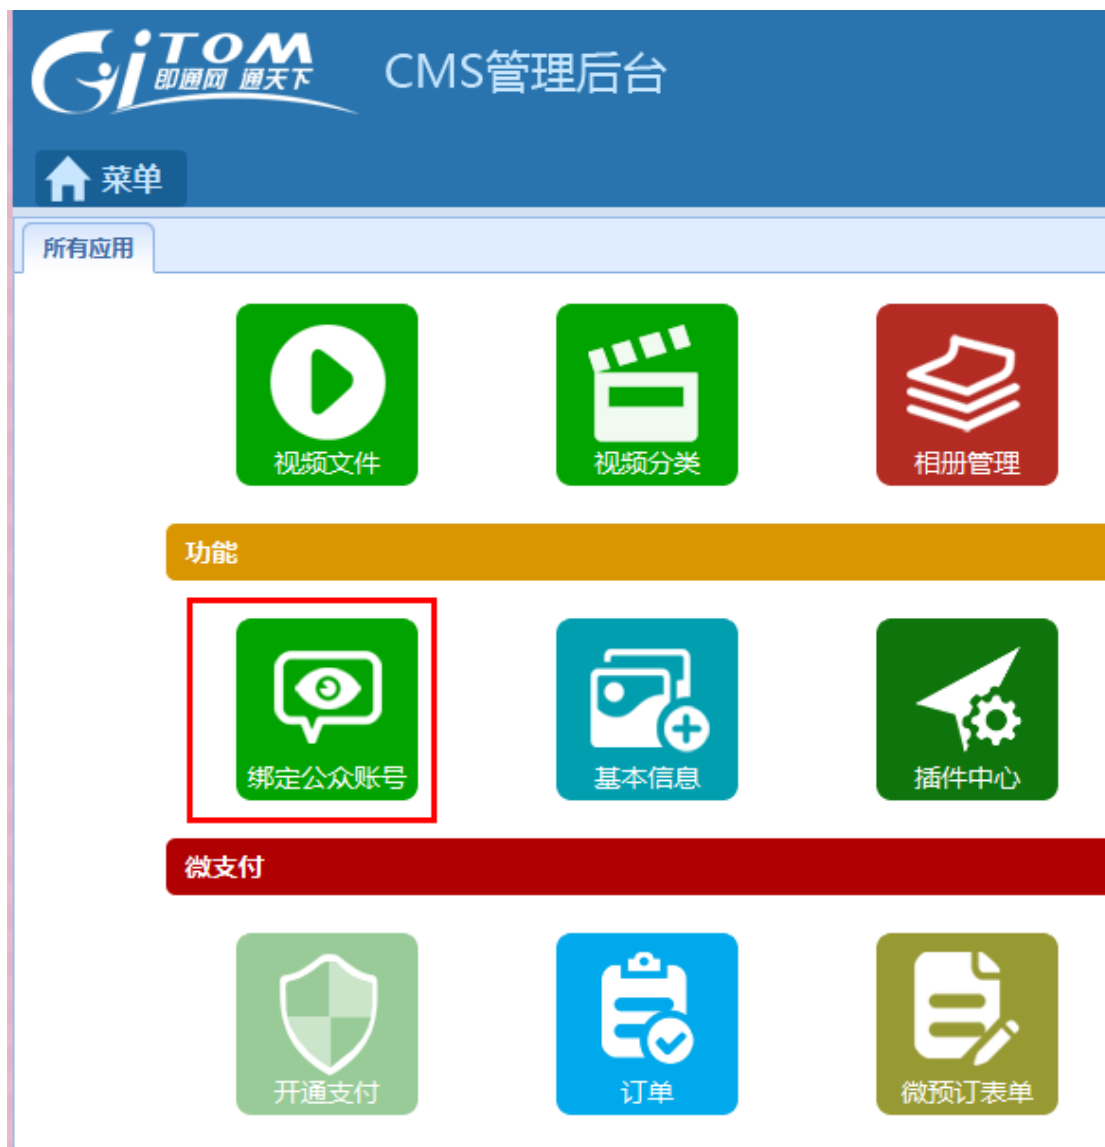 GiTOM
即通网 通天下
CMS管理后台
菜单
所有应用
视频文件
视频分类
相册管理
功能
绑定公众账号
基本信息
插件中心
微支付
开通支付
订单
微预订表单